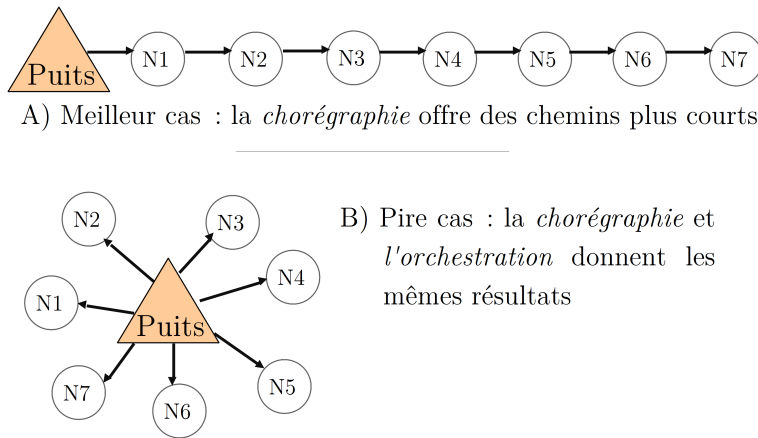 Puits N1 N2 N3 N4 N5 N6 N7
A) Meilleur cas : la chorégraphie offre des chemins plus courts
N2 N3
B) Pire cas : la chorégraphie et
l'orchestration donnent les
mêmes résultats
N4
N1
Puits
N7 N6 N5